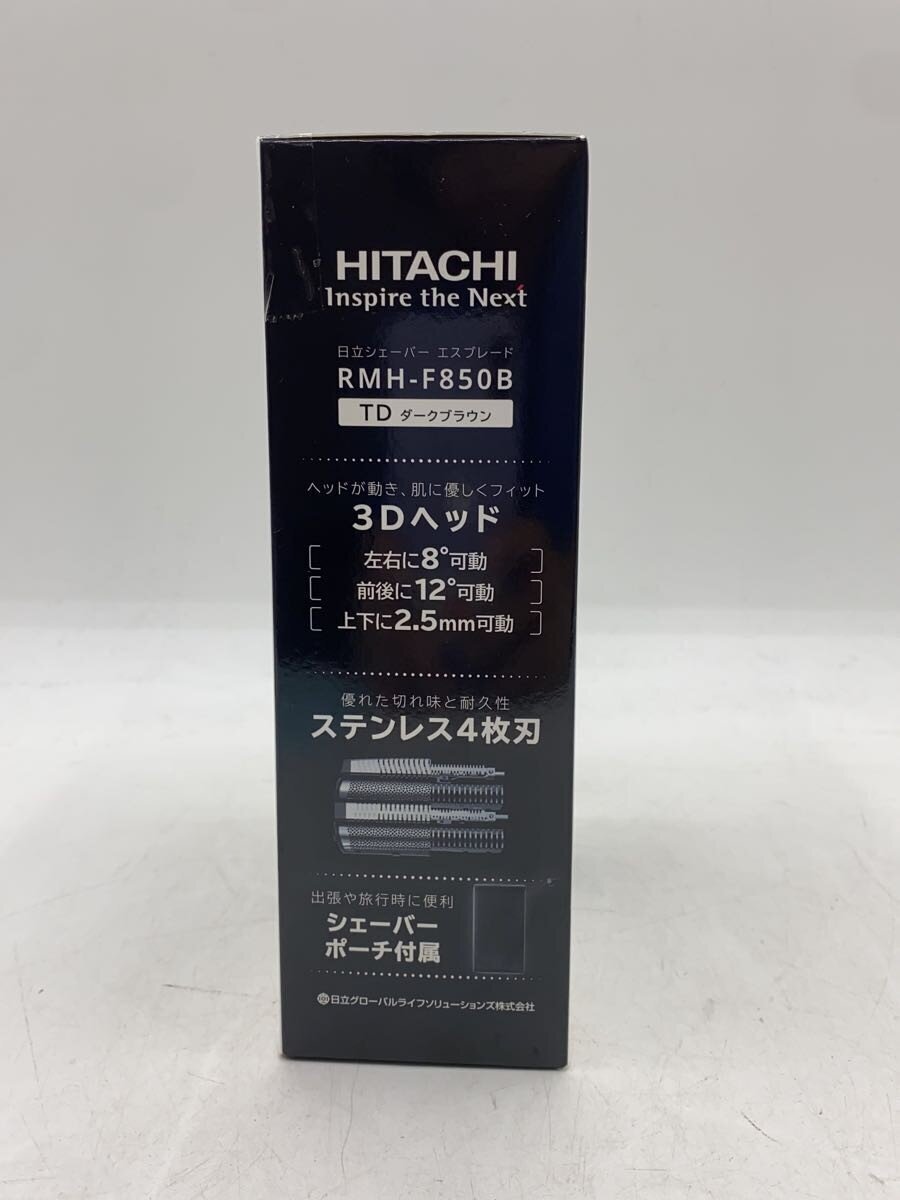 HITACHI
Inspire the Next
日立シェーバー エスブレード
RMH-F850B
TD ダークブラウン
ヘッドが動き、肌に優しくフィット
3Dヘッド
左右に8°可動
前後に12°可動
上下に2.5mm可動
優れた切れ味と耐久性
ステンレス4枚刃
出張や旅行時に便利
シェーバー
ポーチ付属
日立グローバルライフソリューションズ株式会社